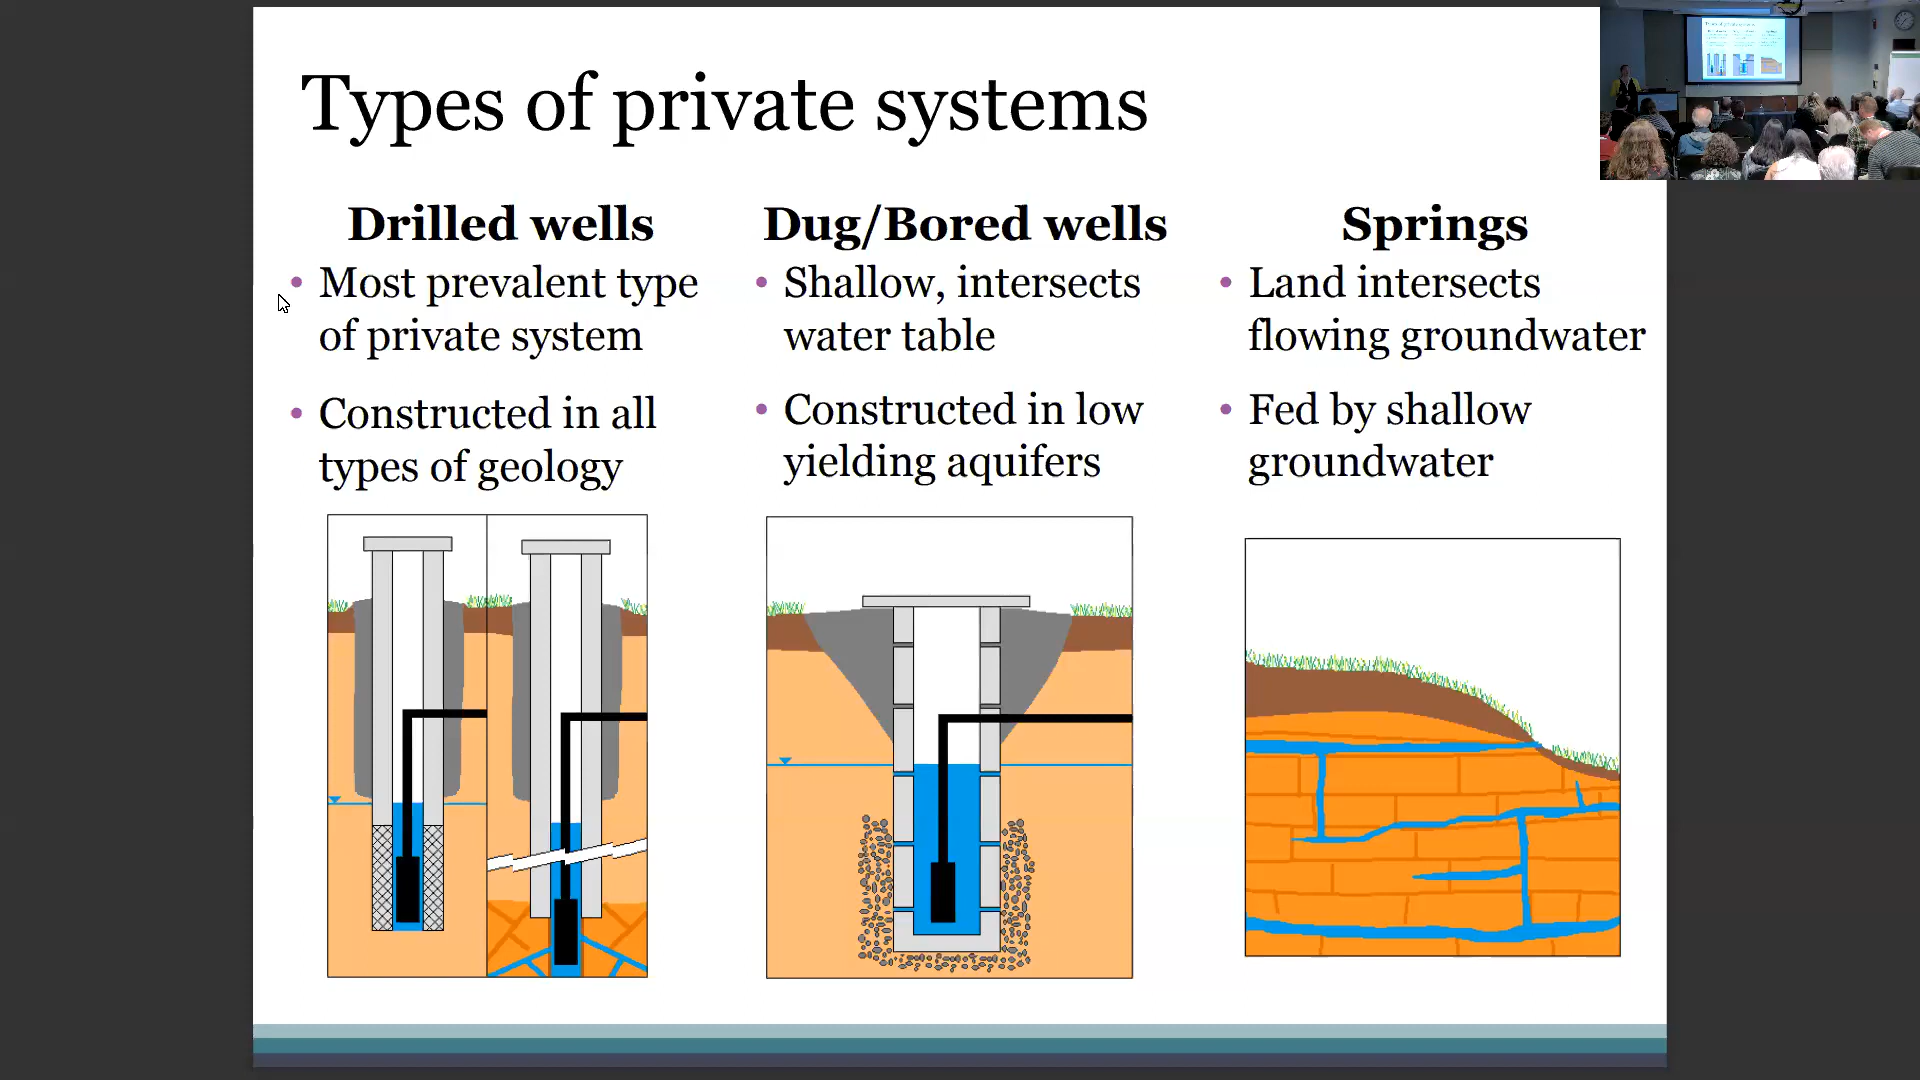 Types of private systems
Drilled wells
• Most prevalent type
of private system
• Constructed in all
types of geology
Dug/Bored wells
• Shallow, intersects
water table
• Constructed in low
yielding aquifers
Springs
• Land intersects
flowing groundwater
• Fed by shallow
groundwater